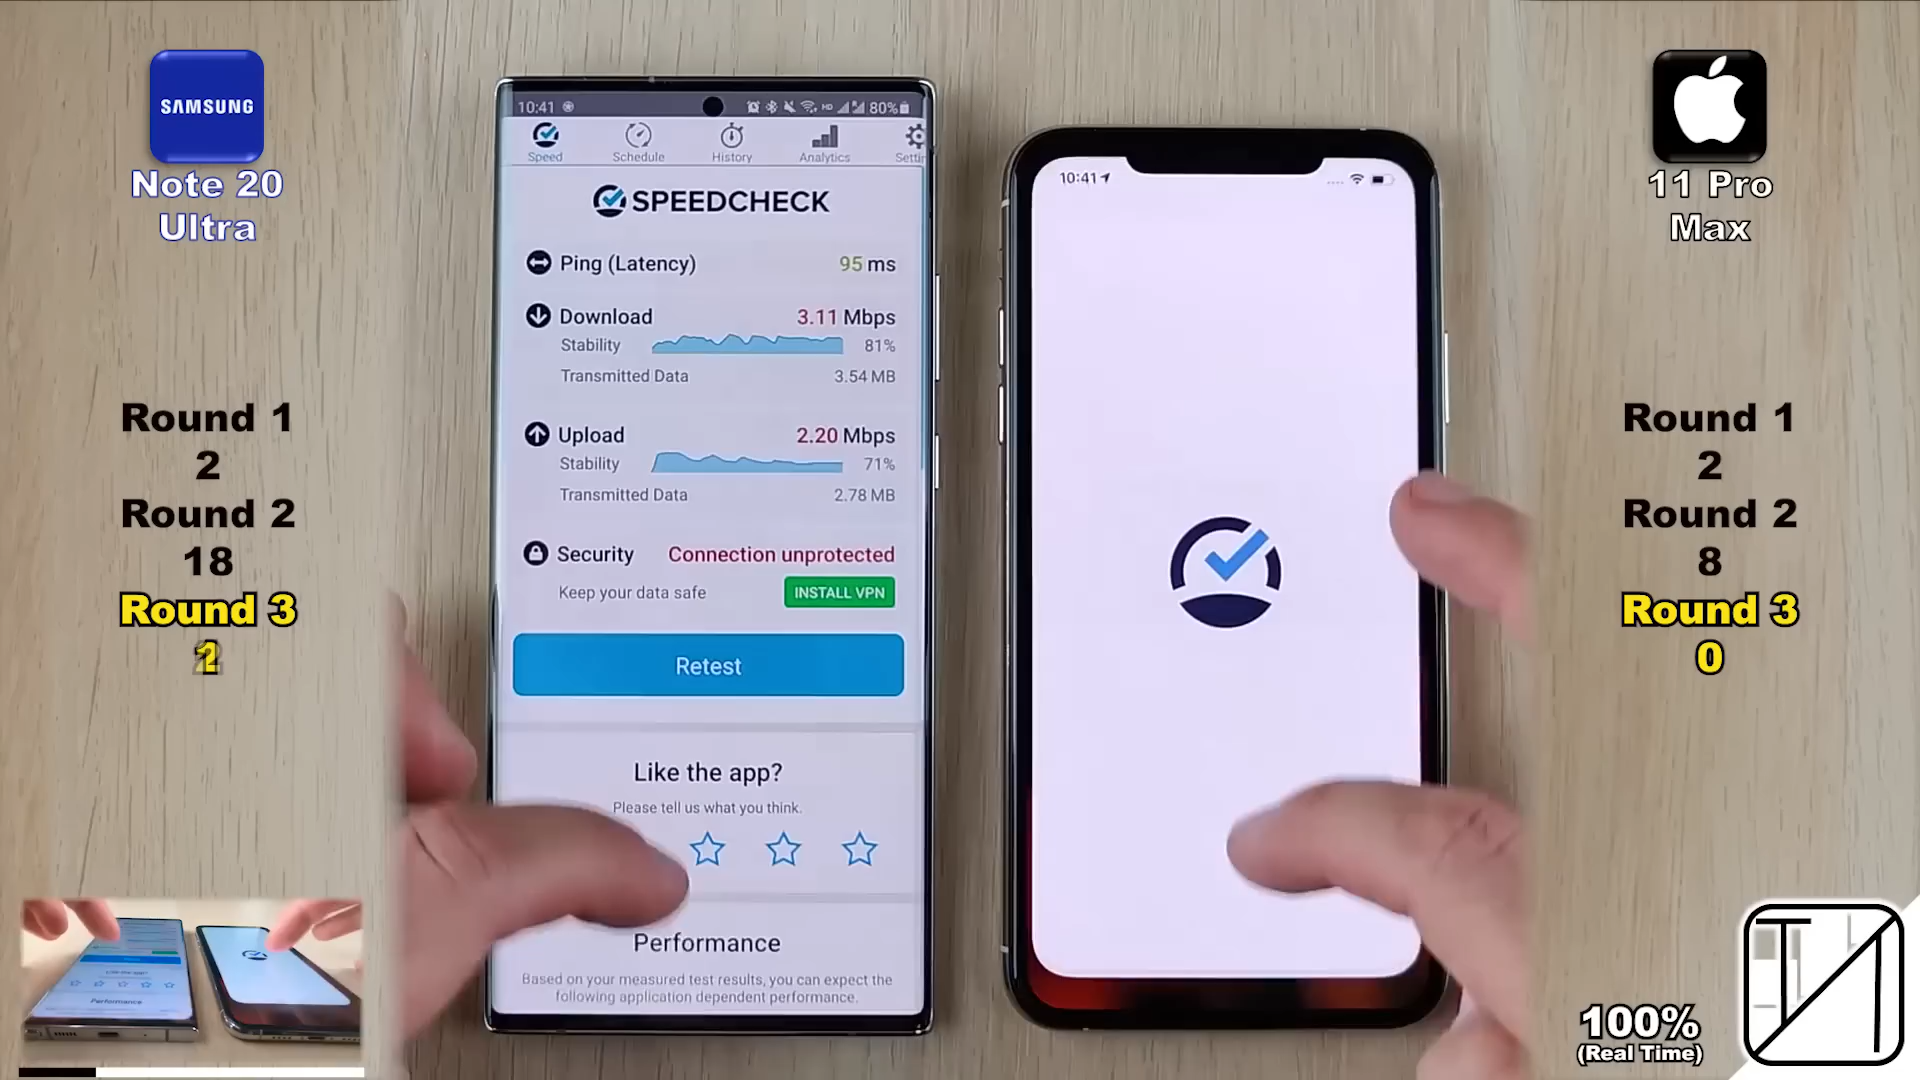 SAMSUNG
Note 20
Ultra
Round 1
2
Round 2
18
Round 3
10:41
HD
80%
Speed
Schedule
History
Analytics
SPEEDCHECK
Ping (Latency) 95 ms
Download 3.11 Mbps
Stability 81%
Transmitted Data 3.54 MB
Upload 2.20 Mbps
Stability 71%
Transmitted Data 2.78 MB
Security Connection unprotected
Keep your data safe INSTALL VPN
Retest
Like the app?
Please tell us what you think.
Performance
Based on your measured test results, you can expect the
following application dependent performance.
10:41
11 Pro
Max
Round 1
2
Round 2
8
Round 3
0
100%
(Real Time)